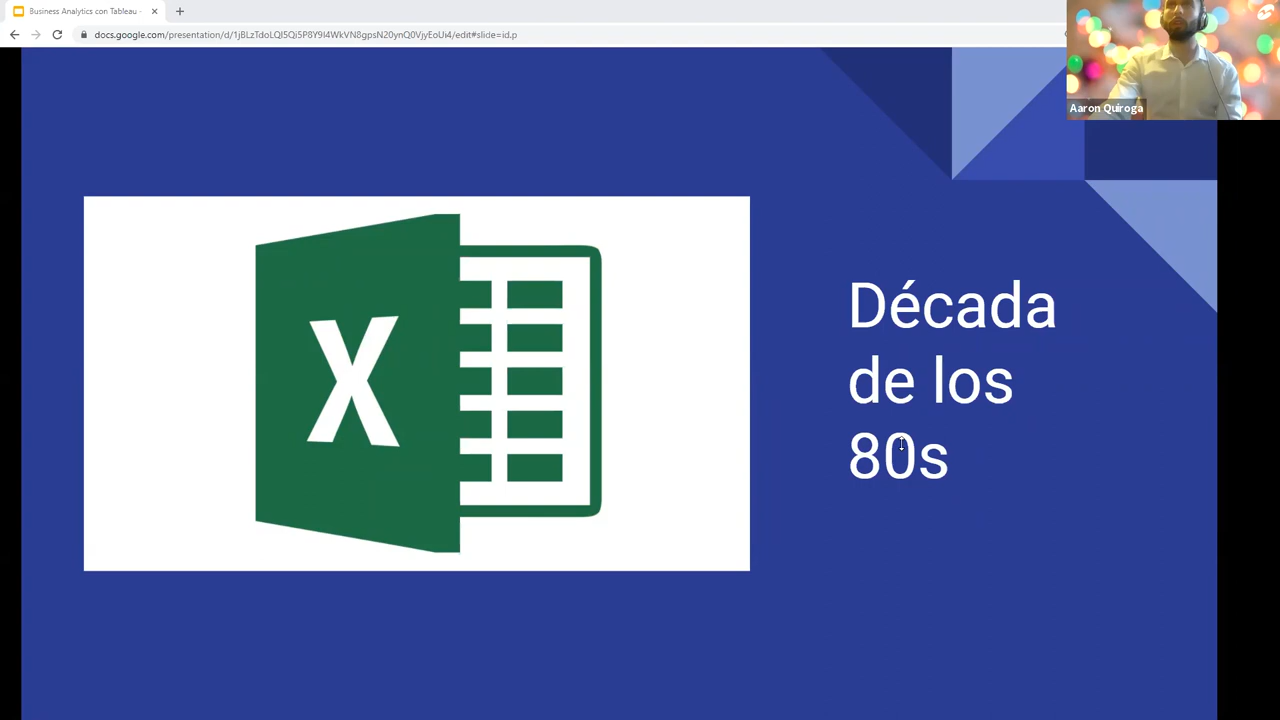 Business Analytics con Tableau -
docs.google.com/presentation/d/1jBLzTdoLQI5Qi5P8Y9I4WkVN8gpsN20ynQ0VjyEoUi4/edit#slide=id.p
Aaron Quiroga
X
Década
de los
80s